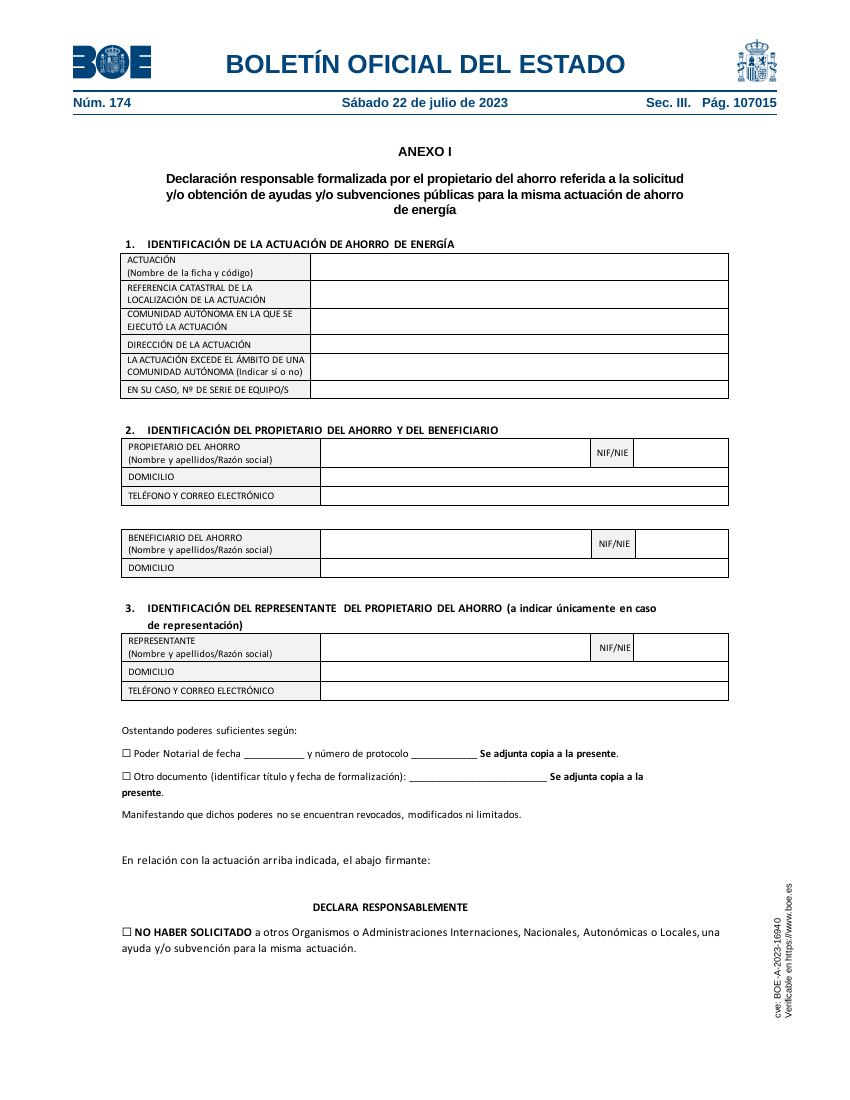 BOE
BOLETÍN OFICIAL DEL ESTADO
Núm. 174 Sábado 22 de julio de 2023 Sec. III. Pág. 107015
ANEXO I
Declaración responsable formalizada por el propietario del ahorro referida a la solicitud
y/o obtención de ayudas y/o subvenciones públicas para la misma actuación de ahorro
de energía
1. IDENTIFICACIÓN DE LA ACTUACIÓN DE AHORRO DE ENERGÍA
ACTUACIÓN
(Nombre de la ficha y código)
REFERENCIA CATASTRAL DE LA
LOCALIZACIÓN DE LA ACTUACIÓN
COMUNIDAD AUTÓNOMA EN LA QUE SE
EJECUTÓ LA ACTUACIÓN
DIRECCIÓN DE LA ACTUACIÓN
LA ACTUACIÓN EXCEDE EL ÁMBITO DE UNA
COMUNIDAD AUTÓNOMA (Indicar sí o no)
EN SU CASO, Nº DE SERIE DE EQUIPO/S
2. IDENTIFICACIÓN DEL PROPIETARIO DEL AHORRO Y DEL BENEFICIARIO
PROPIETARIO DEL AHORRO
(Nombre y apellidos/Razón social)
NIF/NIE
DOMICILIO
TELÉFONO Y CORREO ELECTRÓNICO
BENEFICIARIO DEL AHORRO
(Nombre y apellidos/Razón social)
NIF/NIE
DOMICILIO
3. IDENTIFICACIÓN DEL REPRESENTANTE DEL PROPIETARIO DEL AHORRO (a indicar únicamente en caso
de representación)
REPRESENTANTE
(Nombre y apellidos/Razón social)
NIF/NIE
DOMICILIO
TELÉFONO Y CORREO ELECTRÓNICO
Ostentando poderes suficientes según:
☐ Poder Notarial de fecha ___________ y número de protocolo ____________ Se adjunta copia a la presente.
☐ Otro documento (identificar título y fecha de formalización): _________________________ Se adjunta copia a la
presente.
Manifestando que dichos poderes no se encuentran revocados, modificados ni limitados.
En relación con la actuación arriba indicada, el abajo firmante:
DECLARA RESPONSABLEMENTE
☐ NO HABER SOLICITADO a otros Organismos o Administraciones Internaciones, Nacionales, Autonómicas o Locales, una
ayuda y/o subvención para la misma actuación.
cve: BOE-A-2023-16940
Verificable en https://www.boe.es